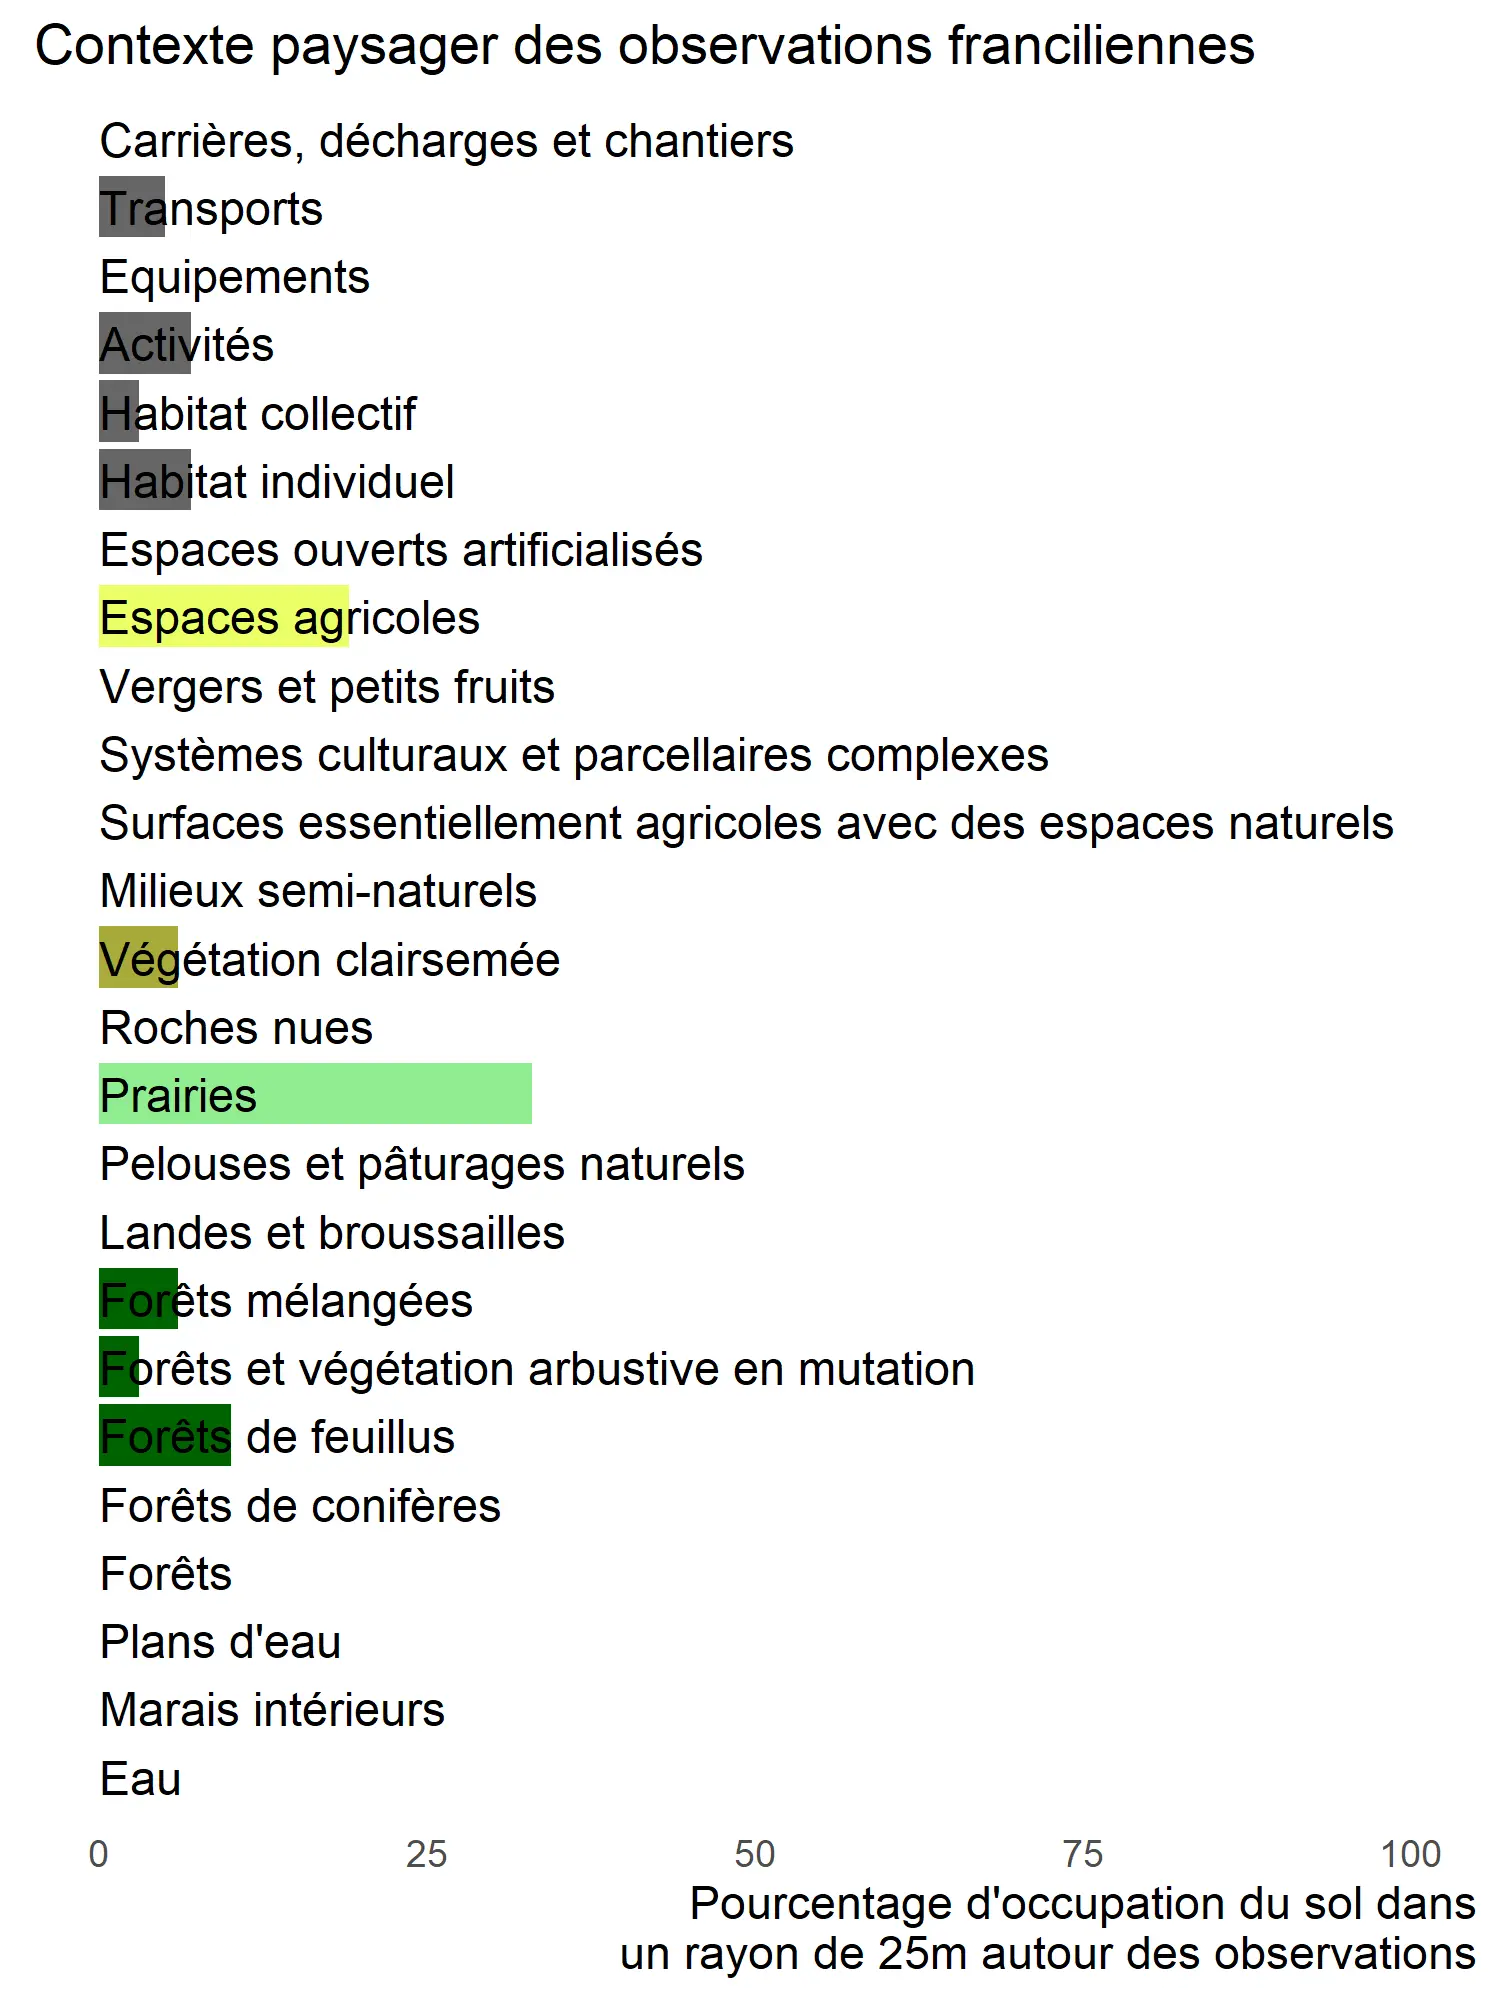 Contexte paysager des observations franciliennes
Carrières, décharges et chantiers
Transports
Equipements
Activités
Habitat collectif
Habitat individuel
Espaces ouverts artificialisés
Espaces agricoles
Vergers et petits fruits
Systèmes culturaux et parcellaires complexes
Surfaces essentiellement agricoles avec des espaces naturels
Milieux semi-naturels
Végétation clairsemée
Roches nues
Prairies
Pelouses et pâturages naturels
Landes et broussailles
Forêts mélangées
Forêts et végétation arbustive en mutation
Forêts de feuillus
Forêts de conifères
Forêts
Plans d'eau
Marais intérieurs
Eau
0 25 50 75 100
Pourcentage d'occupation du sol dans
un rayon de 25m autour des observations